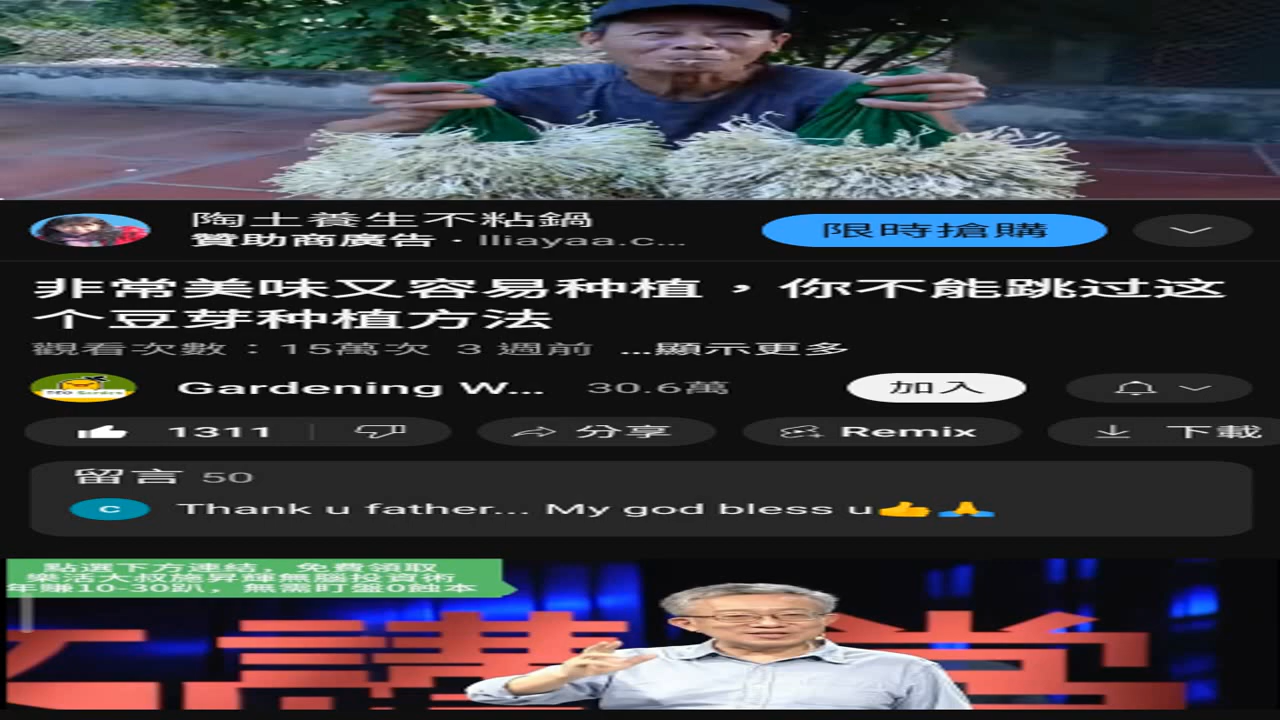 陶土養生不粘鍋
贊助商廣告・lliayaa.c...
限時搶購
非常美味又容易种植，你不能跳过这
个豆芽种植方法
觀看次數：15萬次 3 週前 ...顯示更多
Gardening W... 30.6萬
加入
1311
分享
Remix
下載
留言 50
C
Thank u father... My god bless u👍🙏
點選下方連結，免費領取
樂活大叔施昇輝無腦投資術
年賺10-30趴，無需盯盤0蝕本
講堂